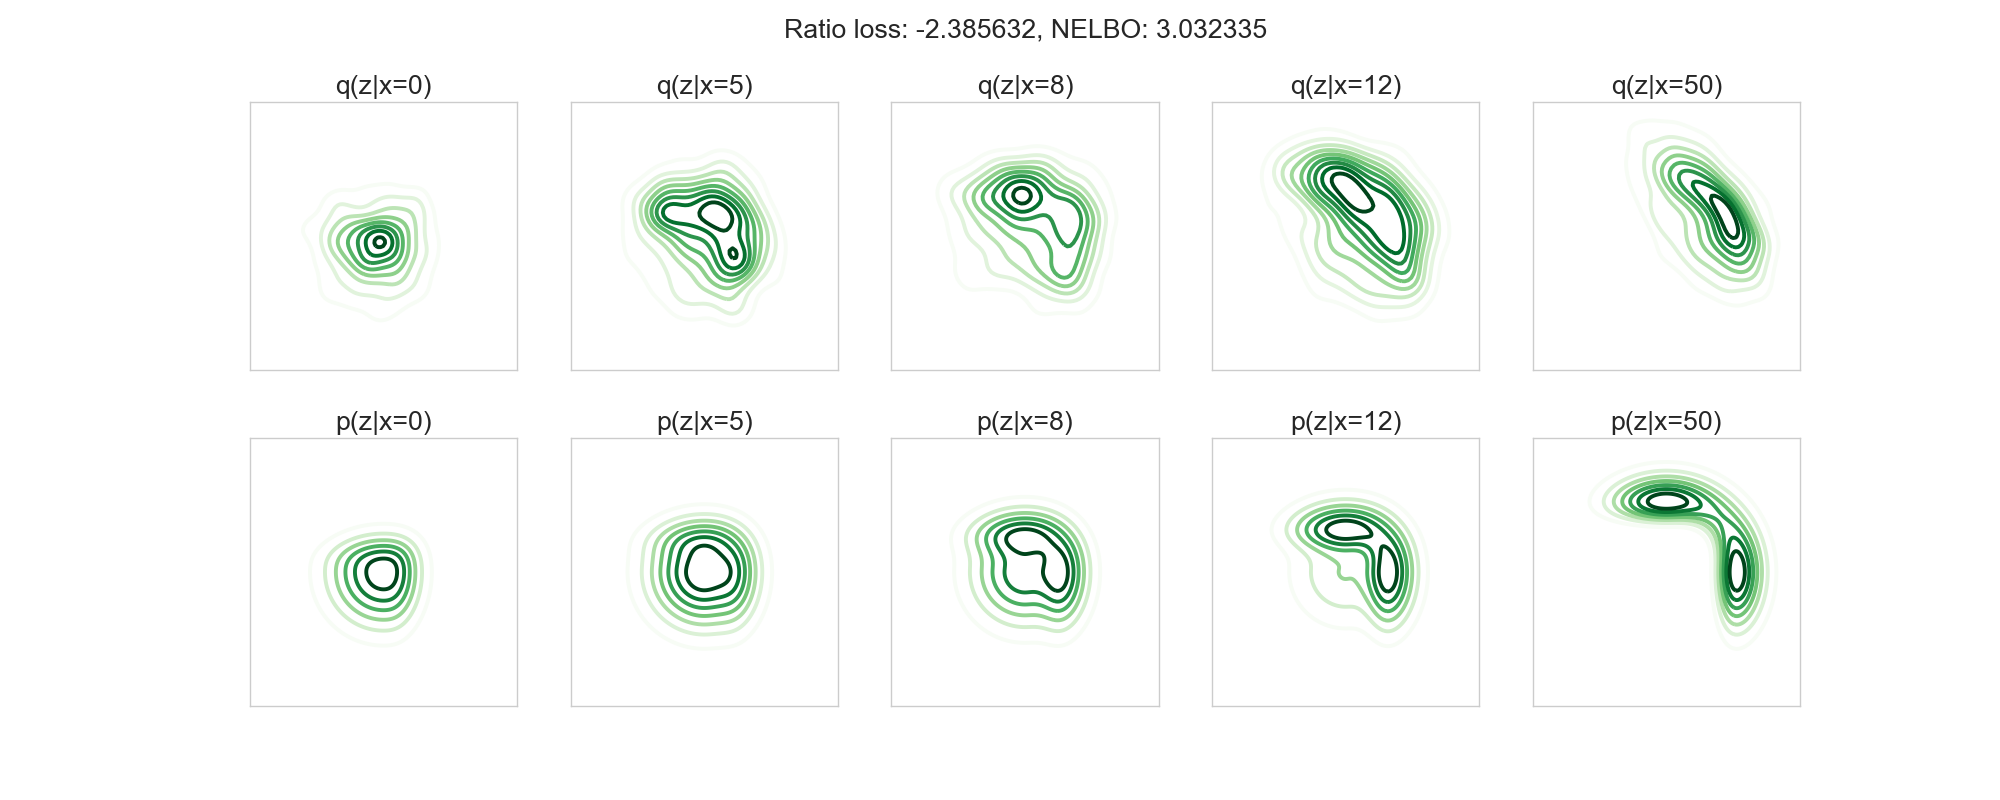 Ratio loss: -2.385632, NELBO: 3.032335
q(z|x=0) q(z|x=5) q(z|x=8) q(z|x=12) q(z|x=50)
p(z|x=0) p(z|x=5) p(z|x=8) p(z|x=12) p(z|x=50)